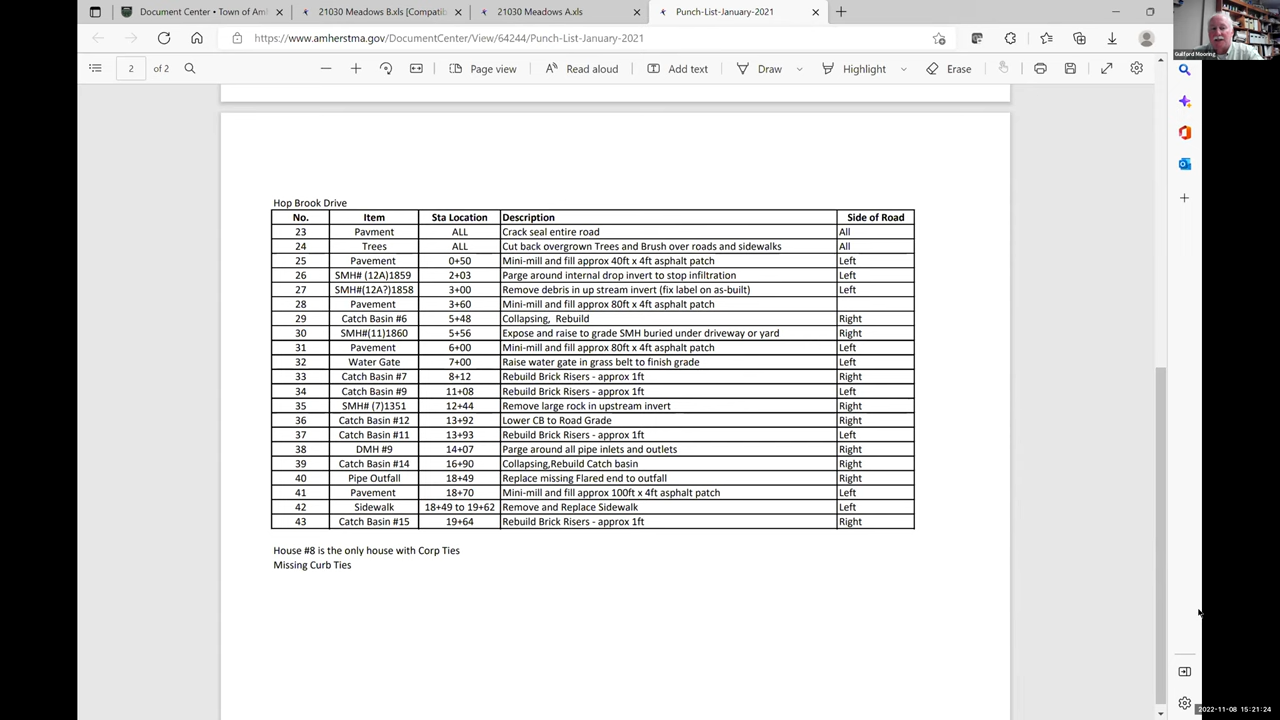 Document Center • Town of Aml
21030 Meadows B.xls [Compatib
21030 Meadows A.xls
Punch-List-January-2021
https://www.amherstma.gov/DocumentCenter/View/64244/Punch-List-January-2021
Guilford Mooring
2 of 2 Page view Read aloud Add text Draw Highlight Erase
Hop Brook Drive
No. Item Sta Location Description Side of Road
23 Pavment ALL Crack seal entire road All
24 Trees ALL Cut back overgrown Trees and Brush over roads and sidewalks All
25 Pavement 0+50 Mini-mill and fill approx 40ft x 4ft asphalt patch Left
26 SMH# (12A)1859 2+03 Parge around internal drop invert to stop infiltration Left
27 SMH#(12A?)1858 3+00 Remove debris in up stream invert (fix label on as-built) Left
28 Pavement 3+60 Mini-mill and fill approx 80ft x 4ft asphalt patch
29 Catch Basin #6 5+48 Collapsing, Rebuild Right
30 SMH#(11)1860 5+56 Expose and raise to grade SMH buried under driveway or yard Right
31 Pavement 6+00 Mini-mill and fill approx 80ft x 4ft asphalt patch Left
32 Water Gate 7+00 Raise water gate in grass belt to finish grade Left
33 Catch Basin #7 8+12 Rebuild Brick Risers - approx 1ft Right
34 Catch Basin #9 11+08 Rebuild Brick Risers - approx 1ft Left
35 SMH# (7)1351 12+44 Remove large rock in upstream invert Right
36 Catch Basin #12 13+92 Lower CB to Road Grade Right
37 Catch Basin #11 13+93 Rebuild Brick Risers - approx 1ft Left
38 DMH #9 14+07 Parge around all pipe inlets and outlets Right
39 Catch Basin #14 16+90 Collapsing,Rebuild Catch basin Right
40 Pipe Outfall 18+49 Replace missing Flared end to outfall Right
41 Pavement 18+70 Mini-mill and fill approx 100ft x 4ft asphalt patch Left
42 Sidewalk 18+49 to 19+62 Remove and Replace Sidewalk Left
43 Catch Basin #15 19+64 Rebuild Brick Risers - approx 1ft Right
House #8 is the only house with Corp Ties
Missing Curb Ties
2022-11-08 15:21:24